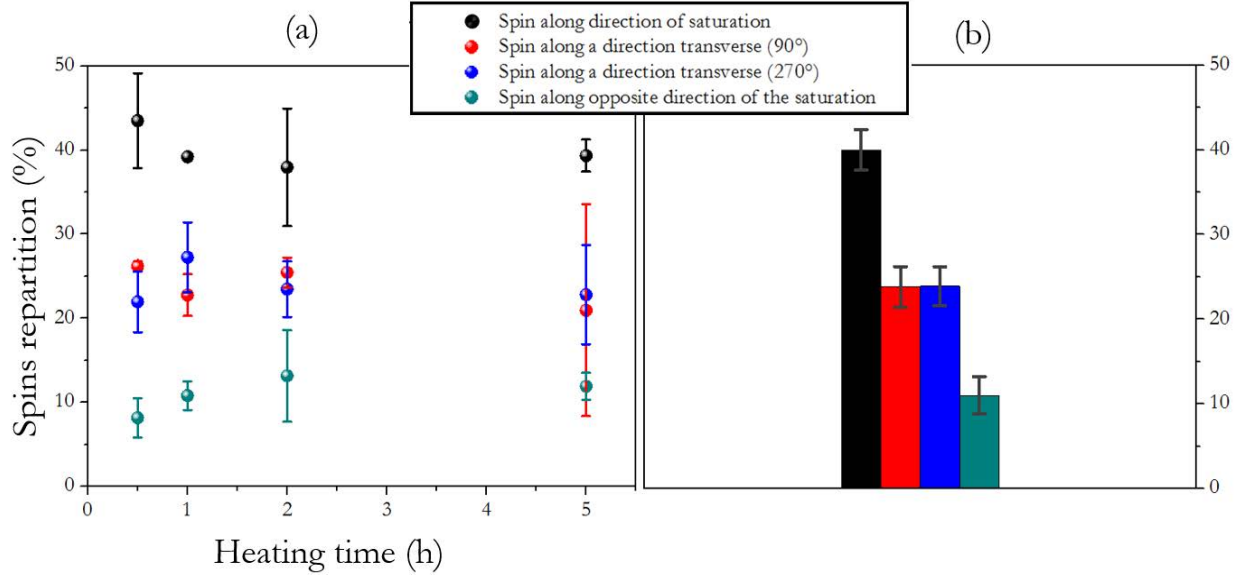 (a)
(b)
Spin along direction of saturation
Spin along a direction transverse (90°)
Spin along a direction transverse (270°)
Spin along opposite direction of the saturation
50
40
30
20
10
0
Spins repartition (%)
0
1
2
3
4
5
Heating time (h)
50
40
30
20
10
0